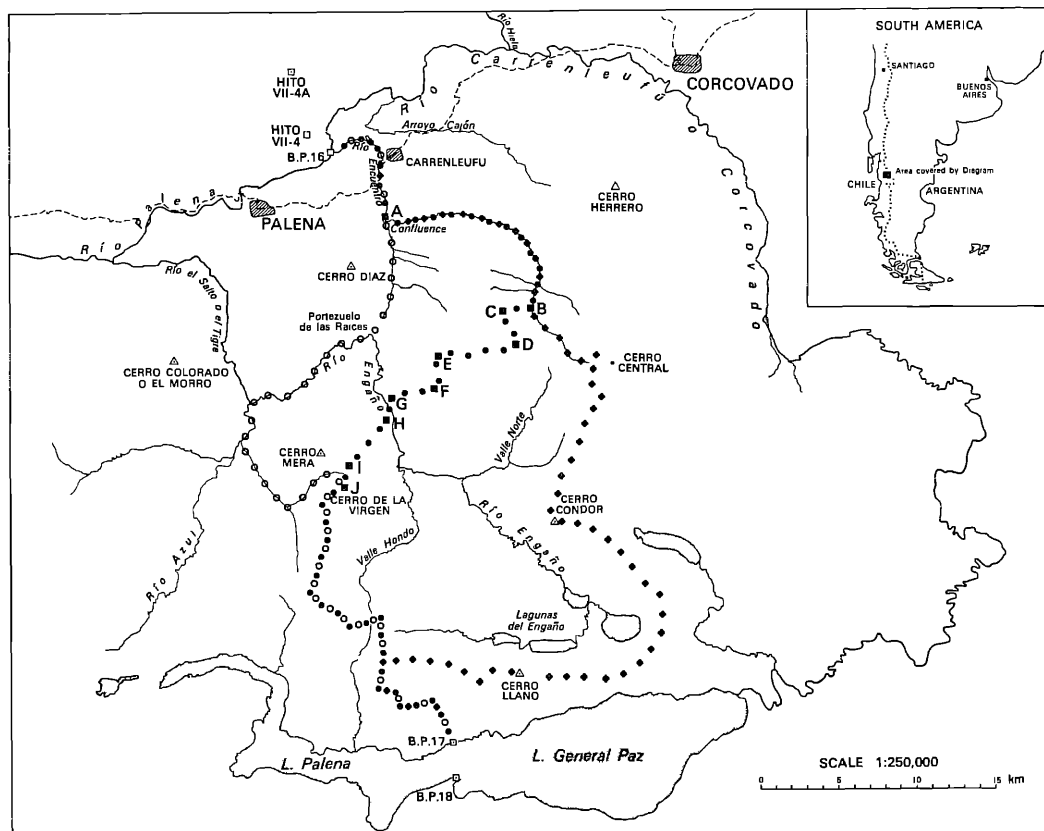 SOUTH AMERICA
SANTIAGO
BUENOS
AIRES
Area covered by Diagram
CHILE
ARGENTINA
Río Hielo
Carrenleufú
CORCOVADO
HITO
VII-4A
Río
Arroyo Cajón
HITO
VII-4
B.P.16
Río
Encuentro
CARRENLEUFU
Corcovado
CERRO
HERRERO
Palena
PALENA
A
Confluence
Río
Río el Salto o el Tigre
CERRO DIAZ
C
B
Portezuelo
de las Raices
D
Río
Engaño
E
CERRO
CENTRAL
CERRO COLORADO
O EL MORRO
F
G
H
Valle Norte
CERRO
MERA
I
J
CERRO DE LA
VIRGEN
CERRO
CONDOR
Río Engaño
Río Azul
Valle Hondo
Lagunas
del Engaño
CERRO
LLANO
B.P.17
L. Palena
L. General Paz
B.P.18
SCALE 1:250,000
0 5 10 15 km